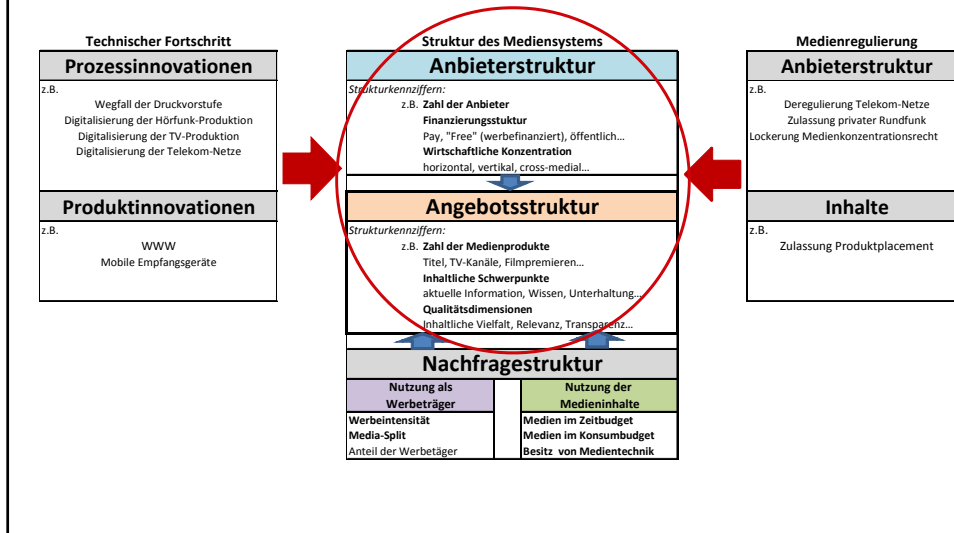 Technischer Fortschritt
Prozessinnovationen
z.B.
Wegfall der Druckvorstufe
Digitalisierung der Hörfunk-Produktion
Digitalisierung der TV-Produktion
Digitalisierung der Telekom-Netze
Produktinnovationen
z.B.
WWW
Mobile Empfangsgeräte
Struktur des Mediensystems
Anbieterstruktur
Strukturkennziffern:
z.B. Zahl der Anbieter
Finanzierungsstuktur
Pay, "Free" (werbefinanziert), öffentlich...
Wirtschaftliche Konzentration
horizontal, vertikal, cross-medial...
Angebotsstruktur
Strukturkennziffern:
z.B. Zahl der Medienprodukte
Titel, TV-Kanäle, Filmpremieren...
Inhaltliche Schwerpunkte
aktuelle Information, Wissen, Unterhaltung...
Qualitätsdimensionen
Inhaltliche Vielfalt, Relevanz, Transparenz...
Nachfragestruktur
Nutzung als
Werbeträger
Werbeintensität
Media-Split
Anteil der Werbetäger
Nutzung der
Medieninhalte
Medien im Zeitbudget
Medien im Konsumbudget
Besitz von Medientechnik
Medienregulierung
Anbieterstruktur
z.B.
Deregulierung Telekom-Netze
Zulassung privater Rundfunk
Lockerung Medienkonzentrationsrecht
Inhalte
z.B.
Zulassung Produktplacement